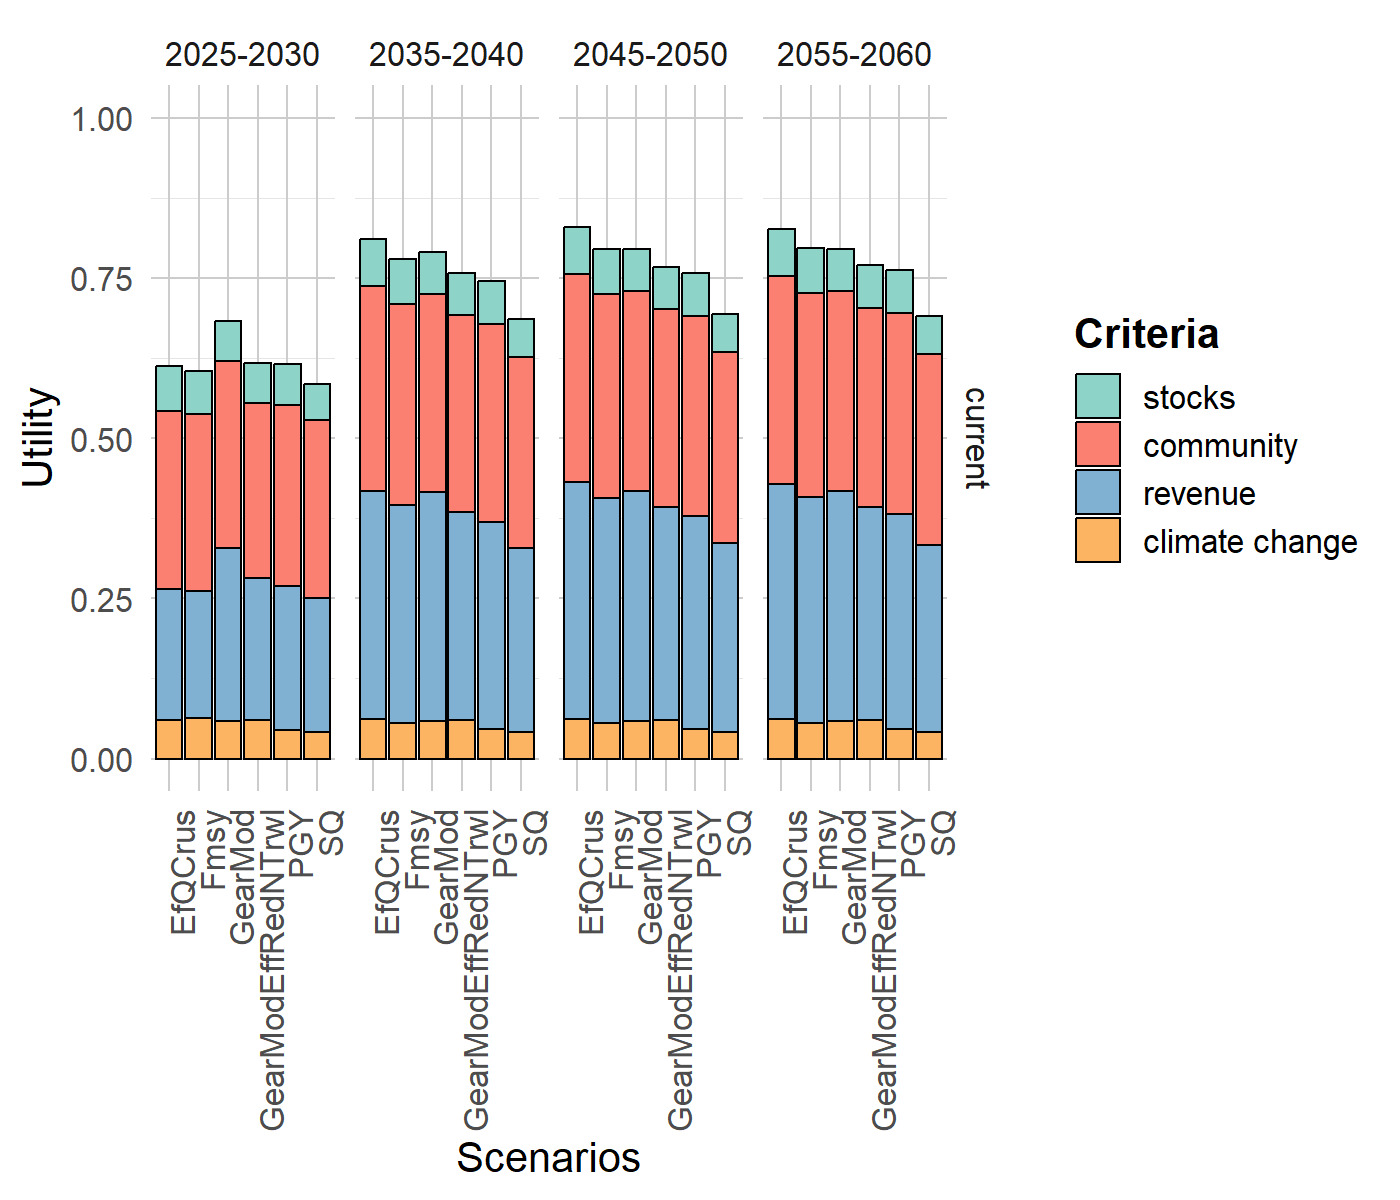 2025-2030 2035-2040 2045-2050 2055-2060
1.00
0.75
0.50
0.25
0.00
Utility
current
Criteria
stocks
community
revenue
climate change
EfQCrus Fmsy GearMod GearModEffRedNTrwl PGY SQ
EfQCrus Fmsy GearMod GearModEffRedNTrwl PGY SQ
EfQCrus Fmsy GearMod GearModEffRedNTrwl PGY SQ
EfQCrus Fmsy GearMod GearModEffRedNTrwl PGY SQ
Scenarios